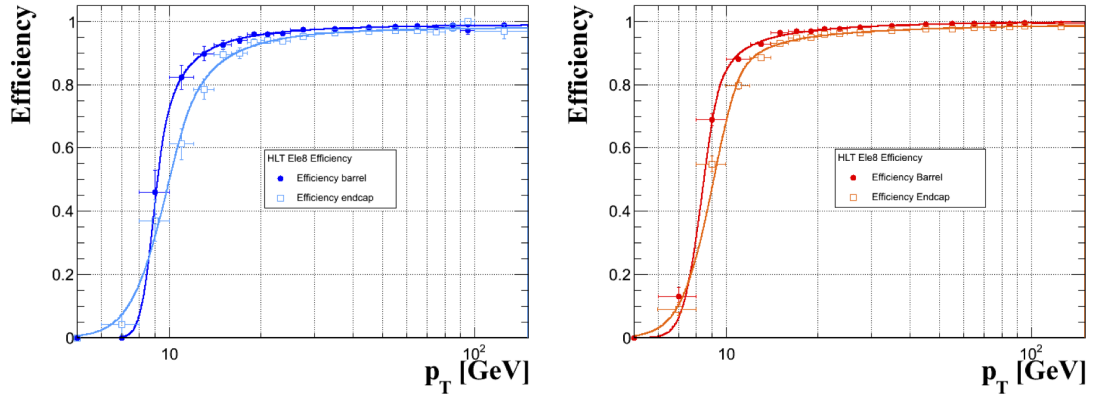 Efficiency
1
0.8
0.6
0.4
0.2
0
HLT Ele8 Efficiency
Efficiency barrel
Efficiency endcap
10
10²
p_T [GeV]
Efficiency
1
0.8
0.6
0.4
0.2
0
HLT Ele8 Efficiency
Efficiency Barrel
Efficiency Endcap
10
10²
p_T [GeV]